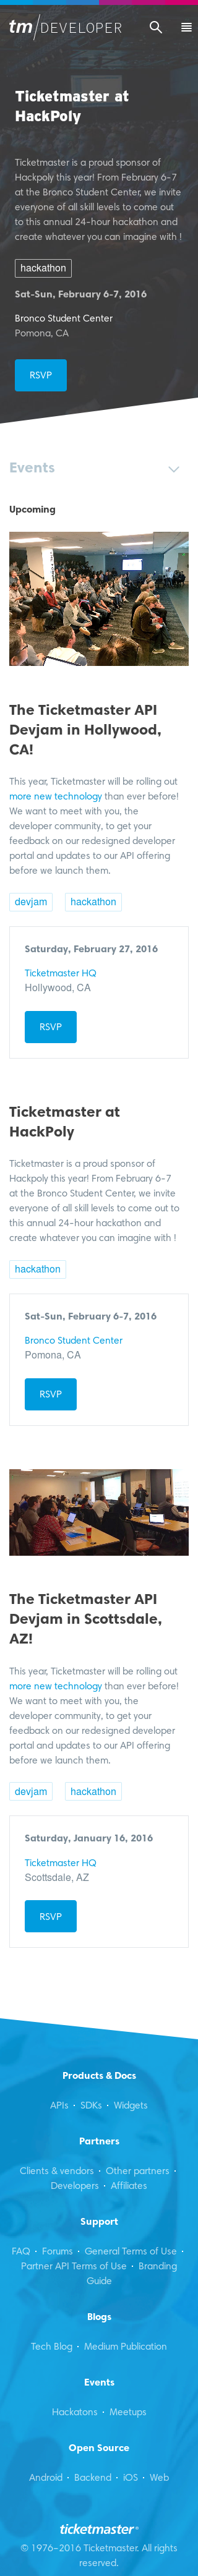 tm/DEVELOPER
Ticketmaster at
HackPoly
Ticketmaster is a proud sponsor of
Hackpoly this year! From February 6-7
at the Bronco Student Center, we invite
everyone of all skill levels to come out
to this annual 24-hour hackathon and
create whatever you can imagine with !
hackathon
Sat-Sun, February 6-7, 2016
Bronco Student Center
Pomona, CA
RSVP
Events
Upcoming
The Ticketmaster API
Devjam in Hollywood,
CA!
This year, Ticketmaster will be rolling out
more new technology than ever before!
We want to meet with you, the
developer community, to get your
feedback on our redesigned developer
portal and updates to our API offering
before we launch them.
devjam hackathon
Saturday, February 27, 2016
Ticketmaster HQ
Hollywood, CA
RSVP
Ticketmaster at
HackPoly
Ticketmaster is a proud sponsor of
Hackpoly this year! From February 6-7
at the Bronco Student Center, we invite
everyone of all skill levels to come out to
this annual 24-hour hackathon and
create whatever you can imagine with !
hackathon
Sat-Sun, February 6-7, 2016
Bronco Student Center
Pomona, CA
RSVP
The Ticketmaster API
Devjam in Scottsdale,
AZ!
This year, Ticketmaster will be rolling out
more new technology than ever before!
We want to meet with you, the
developer community, to get your
feedback on our redesigned developer
portal and updates to our API offering
before we launch them.
devjam hackathon
Saturday, January 16, 2016
Ticketmaster HQ
Scottsdale, AZ
RSVP
Products & Docs
APIs · SDKs · Widgets
Partners
Clients & vendors · Other partners ·
Developers · Affiliates
Support
FAQ · Forums · General Terms of Use ·
Partner API Terms of Use · Branding
Guide
Blogs
Tech Blog · Medium Publication
Events
Hackatons · Meetups
Open Source
Android · Backend · iOS · Web
ticketmaster®
© 1976-2016 Ticketmaster. All rights
reserved.